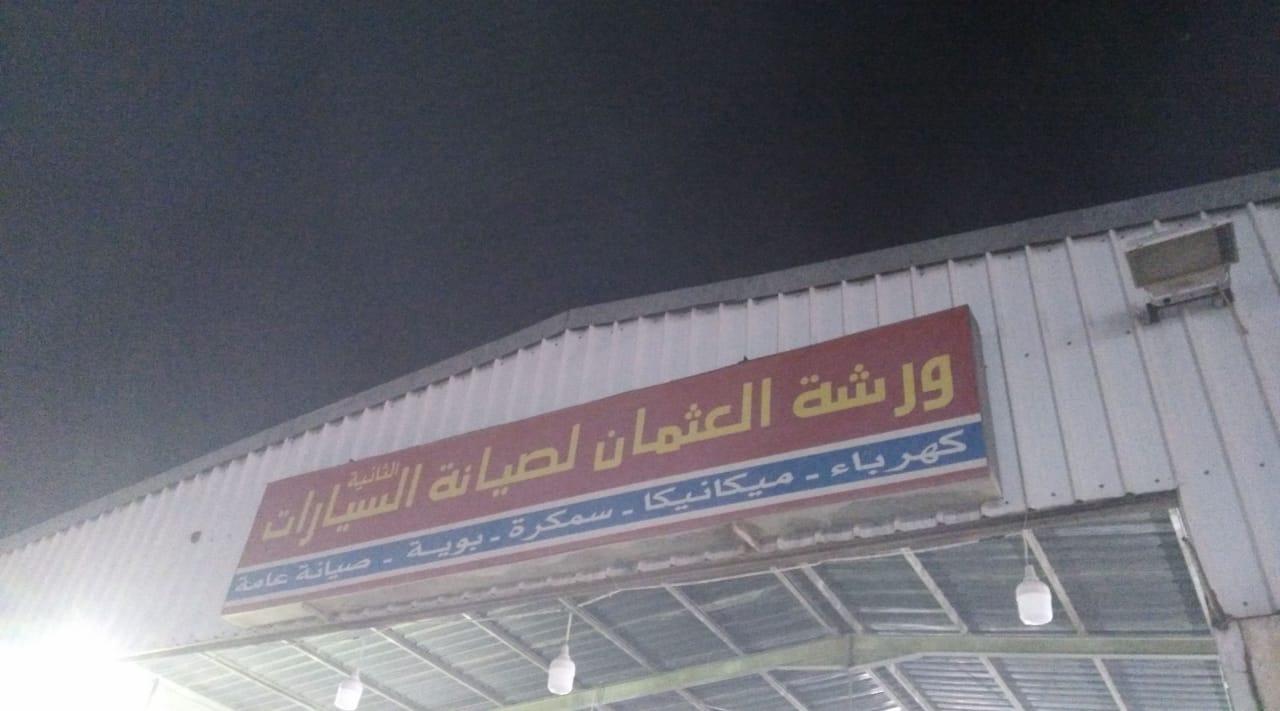 ورشة العثمان لصيانة السيارات
الثانية
كهرباء - ميكانيكا - سمكرة - بوية - صيانة عامة